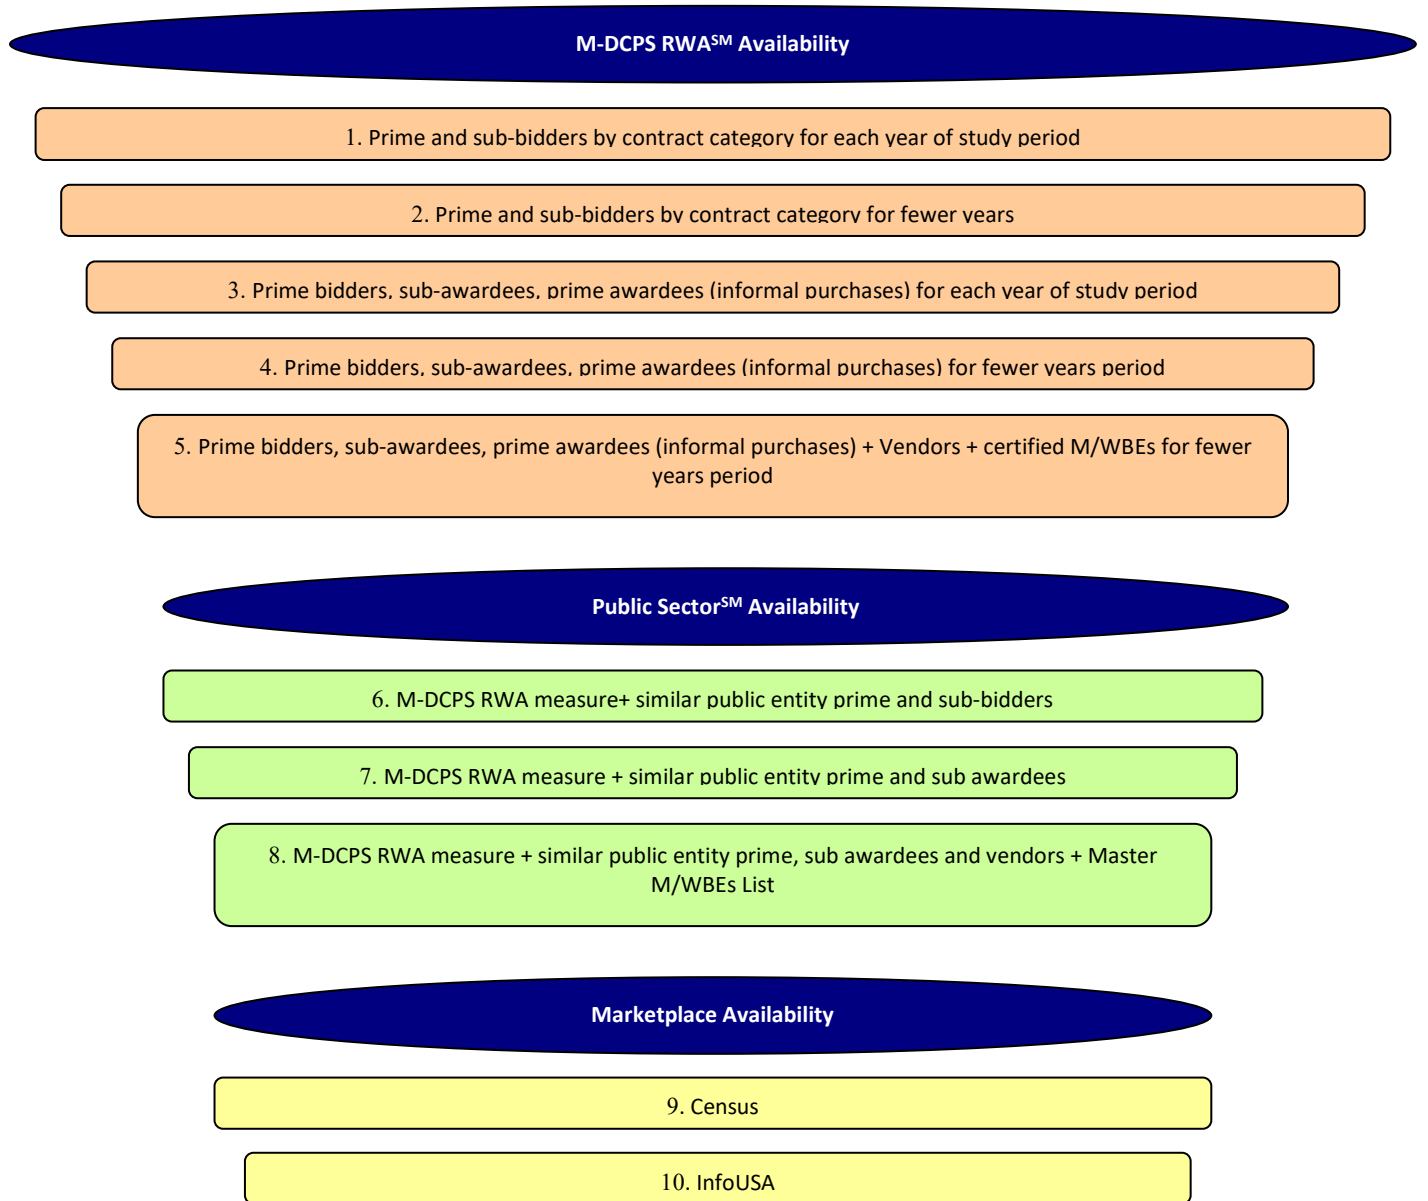 M-DCPS RWA℠ Availability
1. Prime and sub-bidders by contract category for each year of study period
2. Prime and sub-bidders by contract category for fewer years
3. Prime bidders, sub-awardees, prime awardees (informal purchases) for each year of study period
4. Prime bidders, sub-awardees, prime awardees (informal purchases) for fewer years period
5. Prime bidders, sub-awardees, prime awardees (informal purchases) + Vendors + certified M/WBEs for fewer
years period
Public Sector℠ Availability
6. M-DCPS RWA measure+ similar public entity prime and sub-bidders
7. M-DCPS RWA measure + similar public entity prime and sub awardees
8. M-DCPS RWA measure + similar public entity prime, sub awardees and vendors + Master
M/WBEs List
Marketplace Availability
9. Census
10. InfoUSA